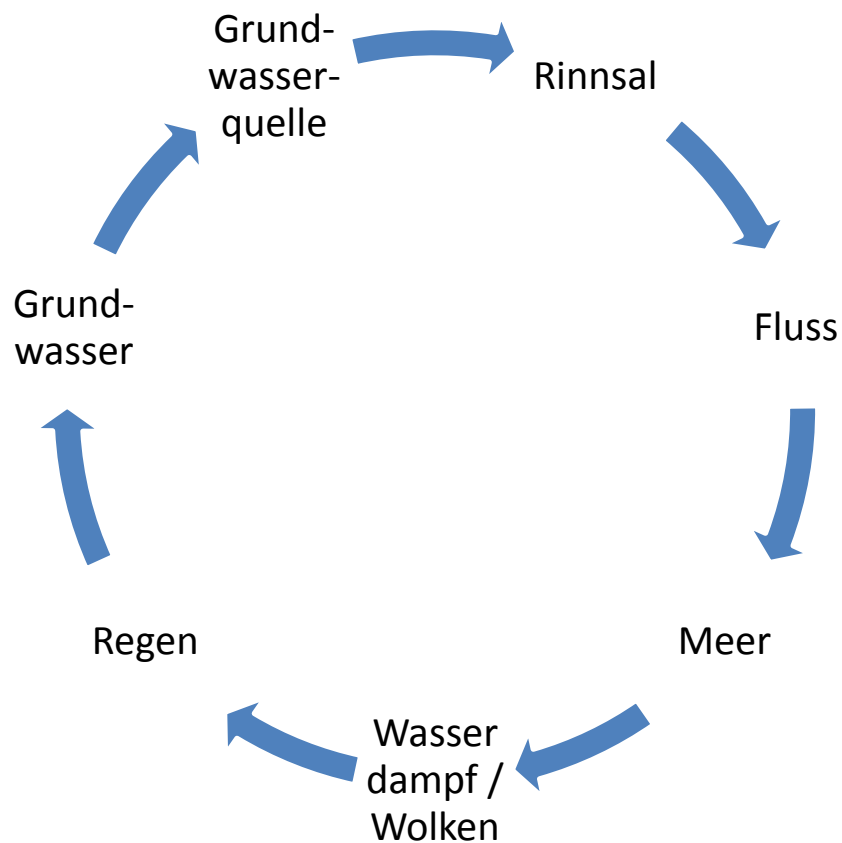 Grund-
wasser-
quelle
Rinnsal
Fluss
Meer
Wasser
dampf /
Wolken
Regen
Grund-
wasser